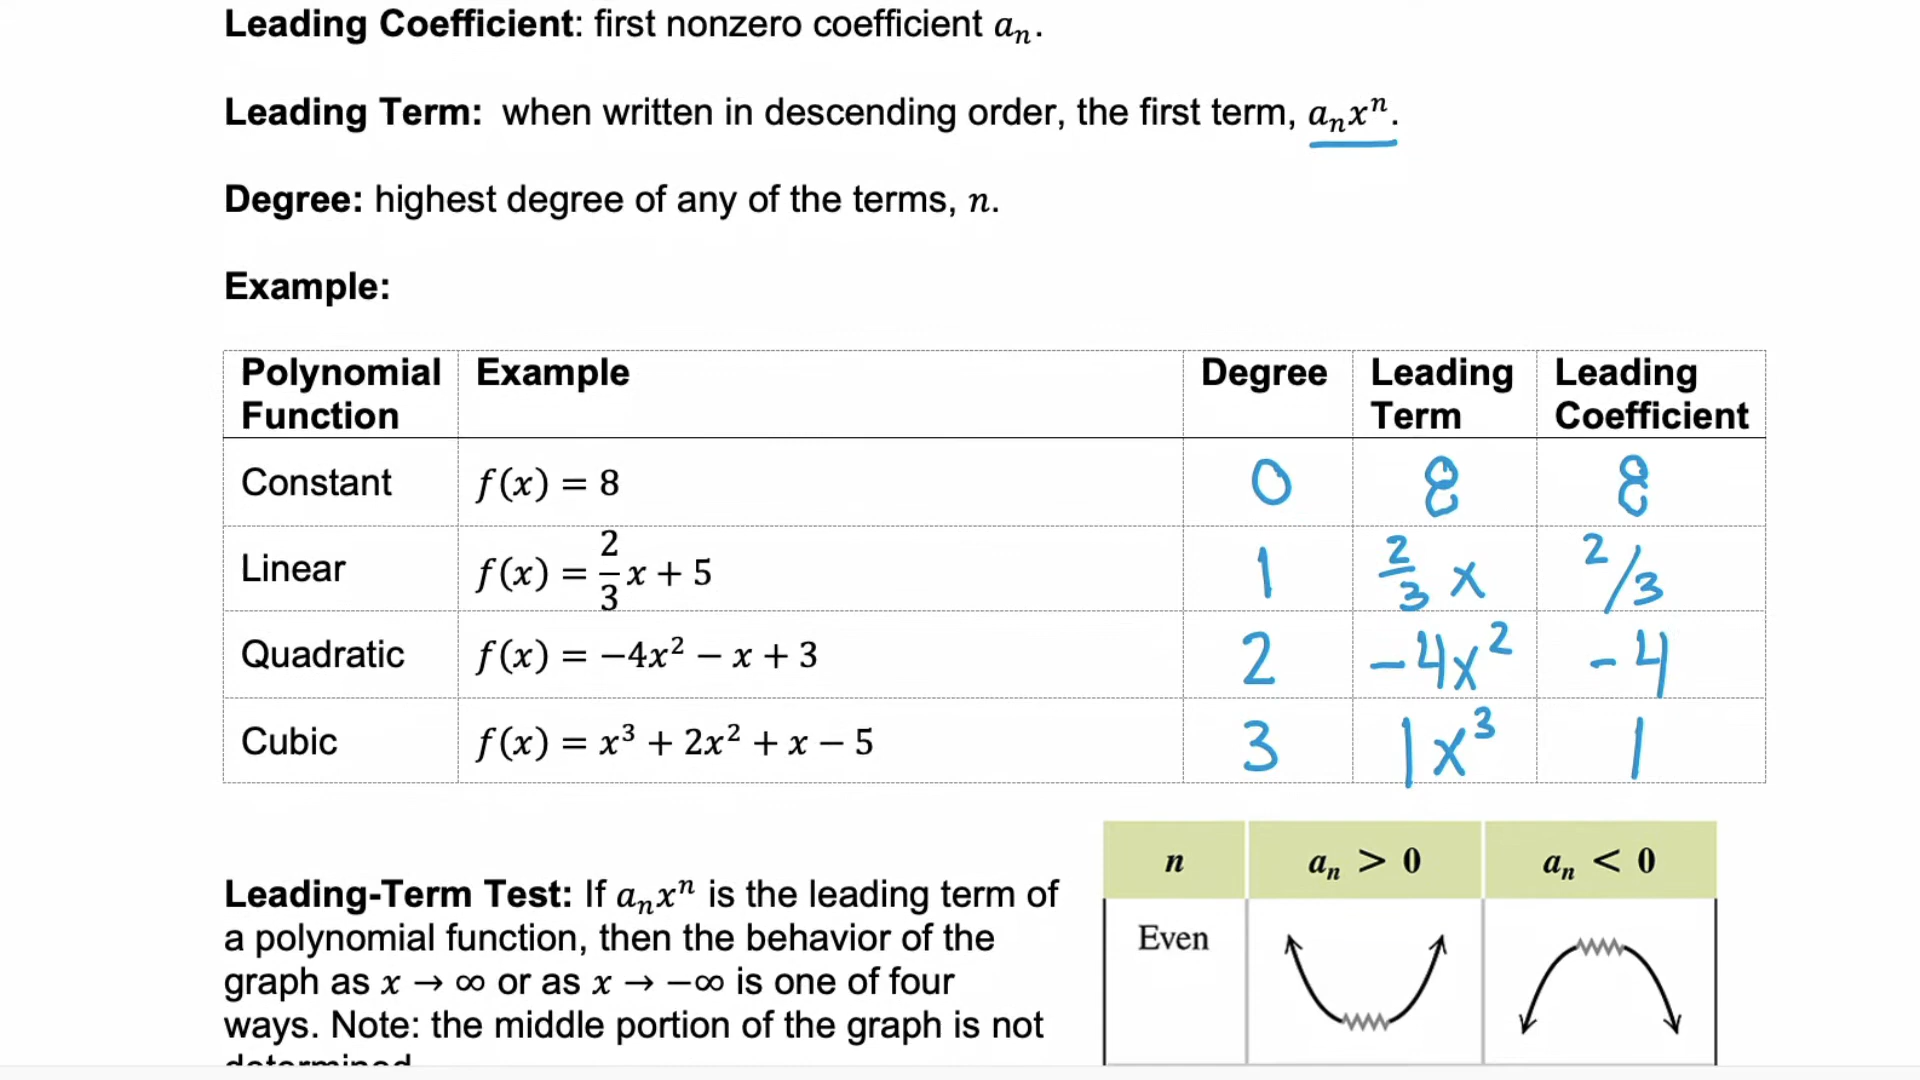 Leading Coefficient: first nonzero coefficient aₙ.
Leading Term: when written in descending order, the first term, aₙxⁿ.
Degree: highest degree of any of the terms, n.
Example:
Polynomial Function | Example | Degree | Leading Term | Leading Coefficient
Constant | f(x) = 8 | 0 | 8 | 8
Linear | f(x) = 2/3 x + 5 | 1 | 2/3 x | 2/3
Quadratic | f(x) = −4x² − x + 3 | 2 | −4x² | −4
Cubic | f(x) = x³ + 2x² + x − 5 | 3 | 1x³ | 1
Leading-Term Test: If aₙxⁿ is the leading term of
a polynomial function, then the behavior of the
graph as x → ∞ or as x → −∞ is one of four
ways. Note: the middle portion of the graph is not
n | aₙ > 0 | aₙ < 0
Even